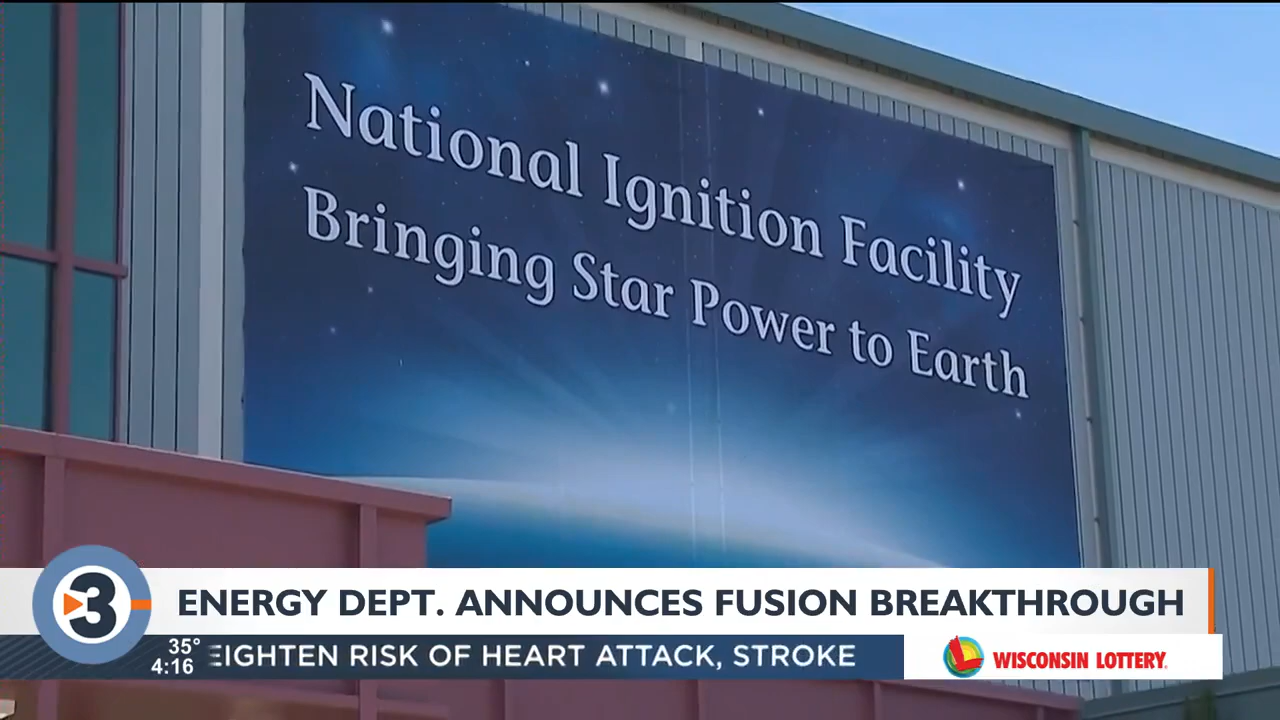 National Ignition Facility
Bringing Star Power to Earth
3
ENERGY DEPT. ANNOUNCES FUSION BREAKTHROUGH
35°
4:16
EIGHTEN RISK OF HEART ATTACK, STROKE
WISCONSIN LOTTERY